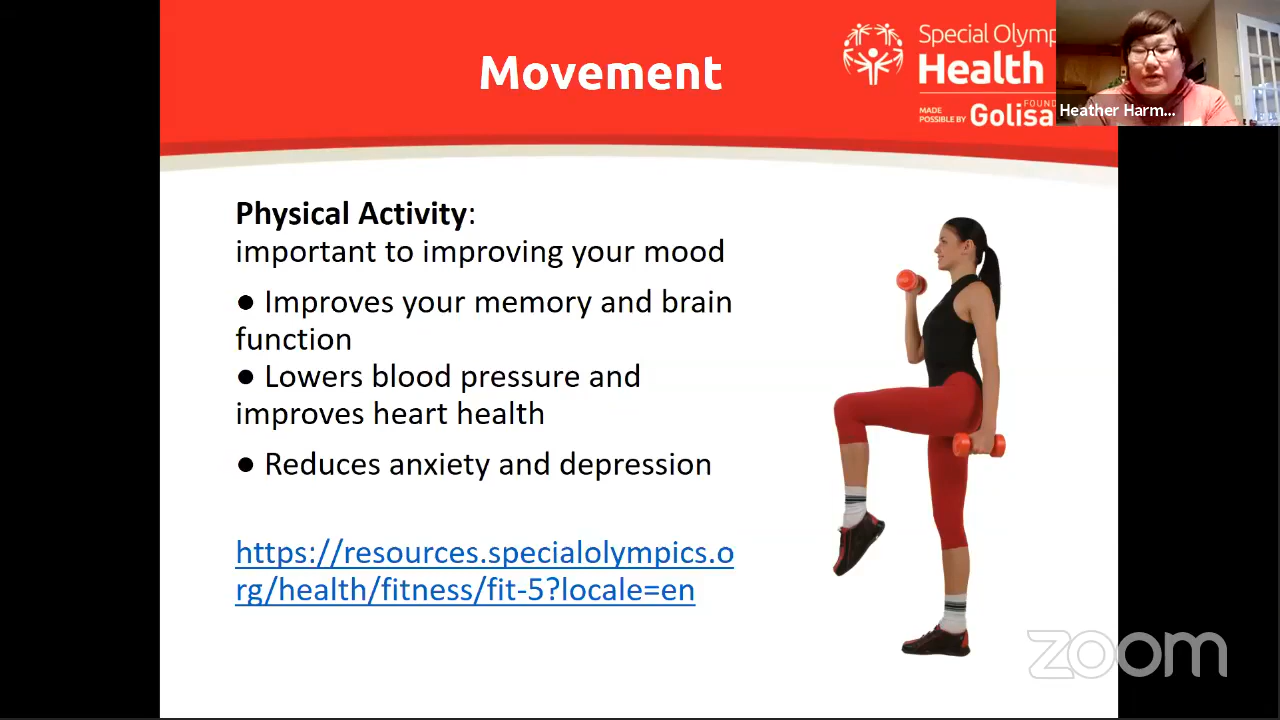 Movement
Special Olymp
Health
MADE
POSSIBLE BY
FOUND
Golisa
Heather Harm...
Physical Activity:
important to improving your mood
● Improves your memory and brain
function
● Lowers blood pressure and
improves heart health
● Reduces anxiety and depression
https://resources.specialolympics.o
rg/health/fitness/fit-5?locale=en
zoom